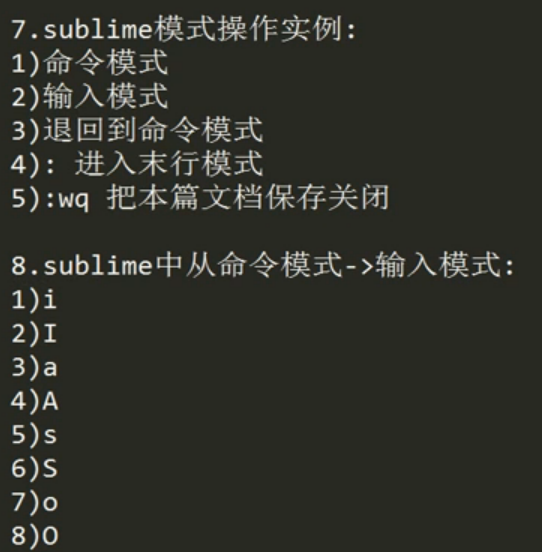 7.sublime模式操作实例:
1)命令模式
2)输入模式
3)退回到命令模式
4): 进入末行模式
5):wq 把本篇文档保存关闭
8.sublime中从命令模式->输入模式:
1)i
2)I
3)a
4)A
5)s
6)S
7)o
8)O